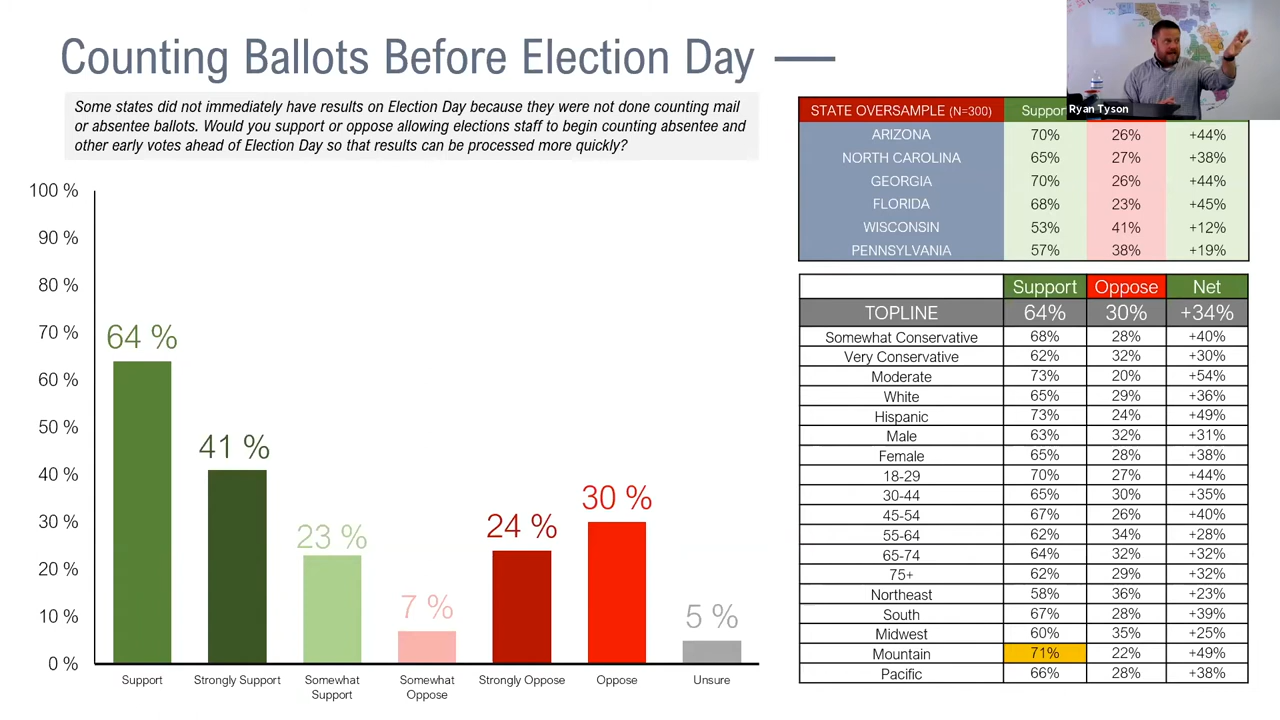 Counting Ballots Before Election Day —
Some states did not immediately have results on Election Day because they were not done counting mail
or absentee ballots. Would you support or oppose allowing elections staff to begin counting absentee and
other early votes ahead of Election Day so that results can be processed more quickly?
100 %
90 %
80 %
70 %
60 %
50 %
40 %
30 %
20 %
10 %
0 %
64 %
41 %
23 %
7 %
24 %
30 %
5 %
Support
Strongly Support
Somewhat
Support
Somewhat
Oppose
Strongly Oppose
Oppose
Unsure
Ryan Tyson
STATE OVERSAMPLE (N=300) Suppor
ARIZONA 70% 26% +44%
NORTH CAROLINA 65% 27% +38%
GEORGIA 70% 26% +44%
FLORIDA 68% 23% +45%
WISCONSIN 53% 41% +12%
PENNSYLVANIA 57% 38% +19%
Support Oppose Net
TOPLINE 64% 30% +34%
Somewhat Conservative 68% 28% +40%
Very Conservative 62% 32% +30%
Moderate 73% 20% +54%
White 65% 29% +36%
Hispanic 73% 24% +49%
Male 63% 32% +31%
Female 65% 28% +38%
18-29 70% 27% +44%
30-44 65% 30% +35%
45-54 67% 26% +40%
55-64 62% 34% +28%
65-74 64% 32% +32%
75+ 62% 29% +32%
Northeast 58% 36% +23%
South 67% 28% +39%
Midwest 60% 35% +25%
Mountain 71% 22% +49%
Pacific 66% 28% +38%